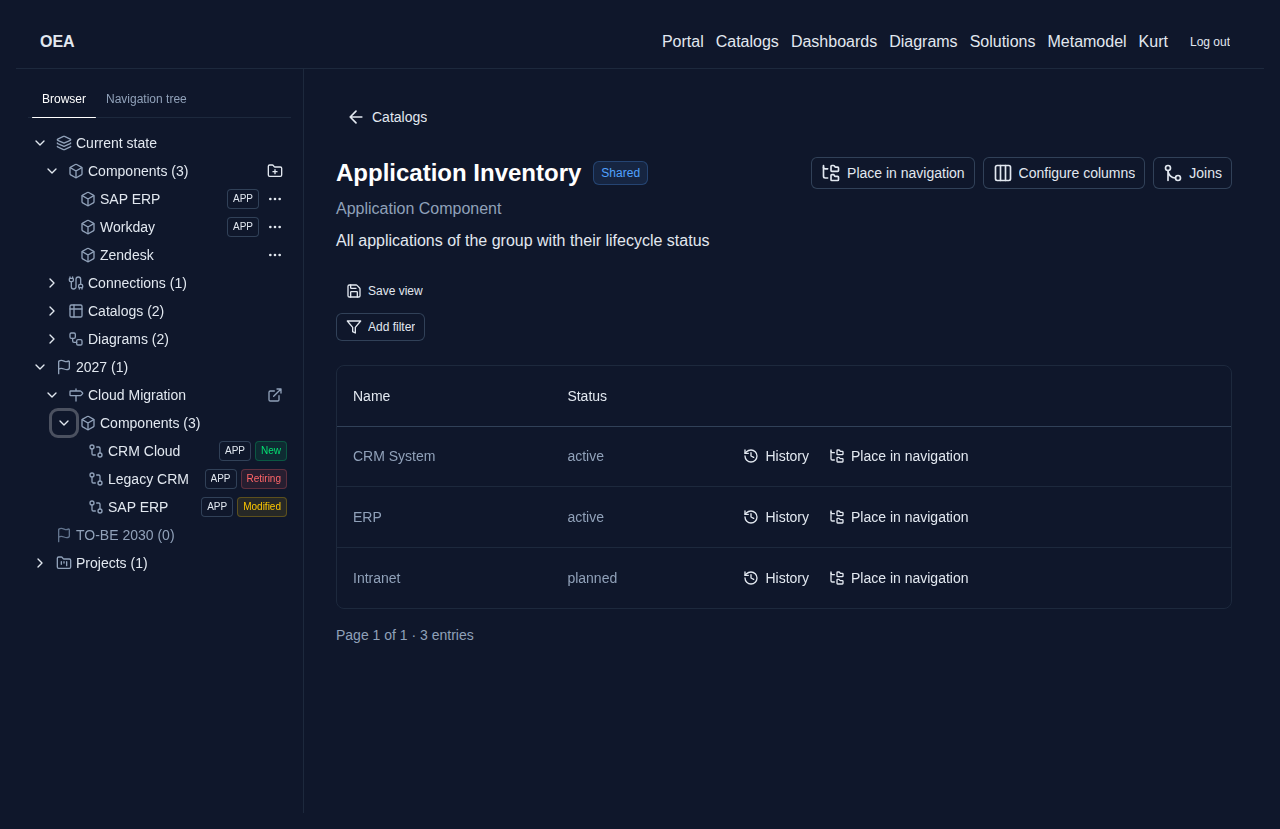 OEA
Portal Catalogs Dashboards Diagrams Solutions Metamodel Kurt Log out
Browser Navigation tree
Current state
Components (3)
SAP ERP APP
Workday APP
Zendesk
Connections (1)
Catalogs (2)
Diagrams (2)
2027 (1)
Cloud Migration
Components (3)
CRM Cloud APP New
Legacy CRM APP Retiring
SAP ERP APP Modified
TO-BE 2030 (0)
Projects (1)
Catalogs
Application Inventory Shared Place in navigation Configure columns Joins
Application Component
All applications of the group with their lifecycle status
Save view
Add filter
Name Status
CRM System active History Place in navigation
ERP active History Place in navigation
Intranet planned History Place in navigation
Page 1 of 1 · 3 entries